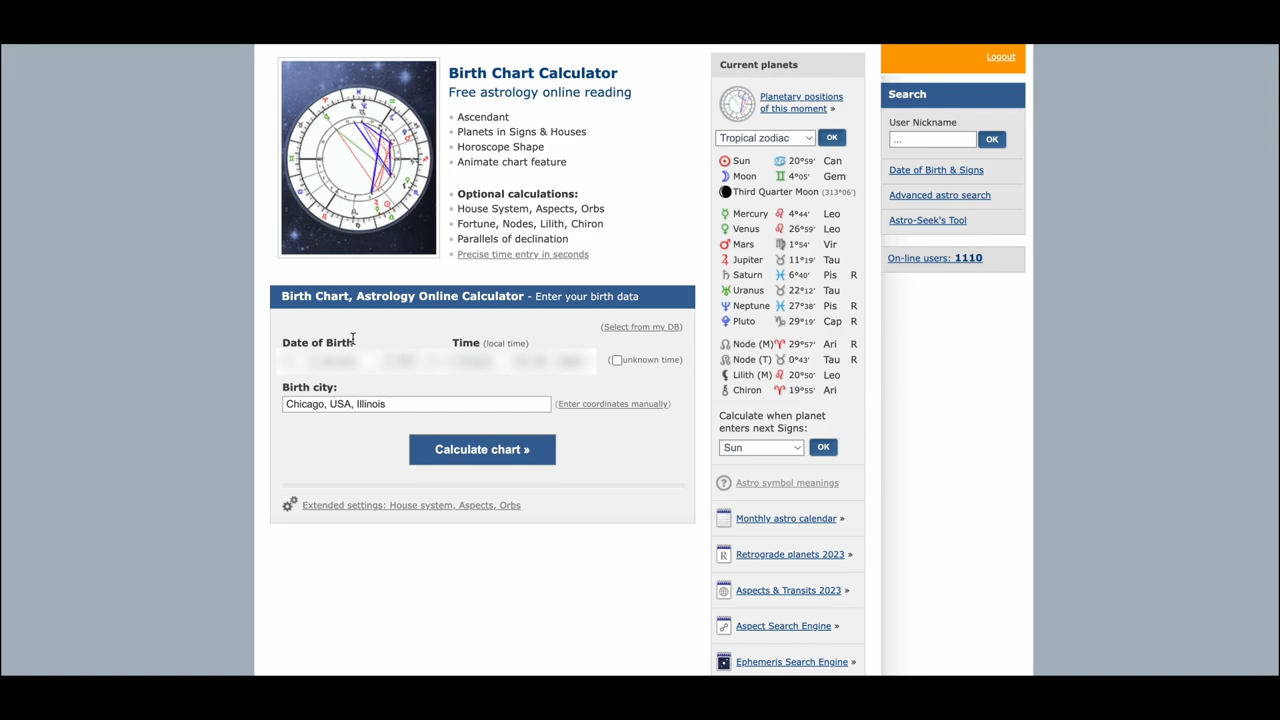 Birth Chart Calculator
Free astrology online reading
Ascendant
Planets in Signs & Houses
Horoscope Shape
Animate chart feature
Optional calculations:
House System, Aspects, Orbs
Fortune, Nodes, Lilith, Chiron
Parallels of declination
Precise time entry in seconds
Birth Chart, Astrology Online Calculator - Enter your birth data
(Select from my DB)
Date of Birth: Time (local time)
(unknown time)
Birth city:
Chicago, USA, Illinois (Enter coordinates manually)
Calculate chart »
Extended settings: House system, Aspects, Orbs
Current planets
Planetary positions
of this moment »
Tropical zodiac OK
Sun 20°59' Can
Moon 4°05' Gem
Third Quarter Moon (313°06')
Mercury 4°44' Leo
Venus 26°59' Leo
Mars 1°54' Vir
Jupiter 11°19' Tau
Saturn 6°40' Pis R
Uranus 22°12' Tau
Neptune 27°38' Pis R
Pluto 29°19' Cap R
Node (M) 29°57' Ari R
Node (T) 0°43' Tau R
Lilith (M) 20°50' Leo
Chiron 19°55' Ari
Calculate when planet
enters next Signs:
Sun OK
? Astro symbol meanings
Monthly astro calendar »
R Retrograde planets 2023 »
Aspects & Transits 2023 »
Aspect Search Engine »
Ephemeris Search Engine »
Logout
Search
User Nickname
... OK
Date of Birth & Signs
Advanced astro search
Astro-Seek's Tool
On-line users: 1110